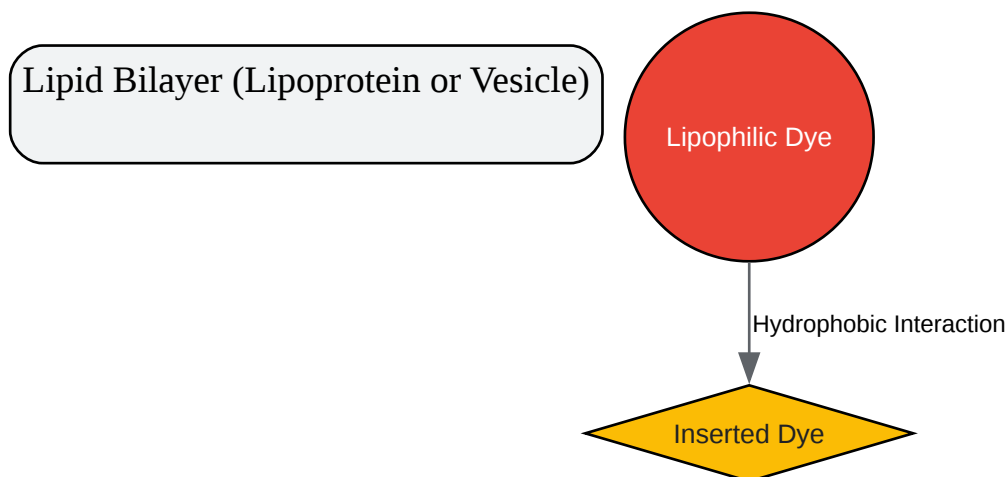 Lipid Bilayer (Lipoprotein or Vesicle)
Lipophilic Dye
Hydrophobic Interaction
Inserted Dye